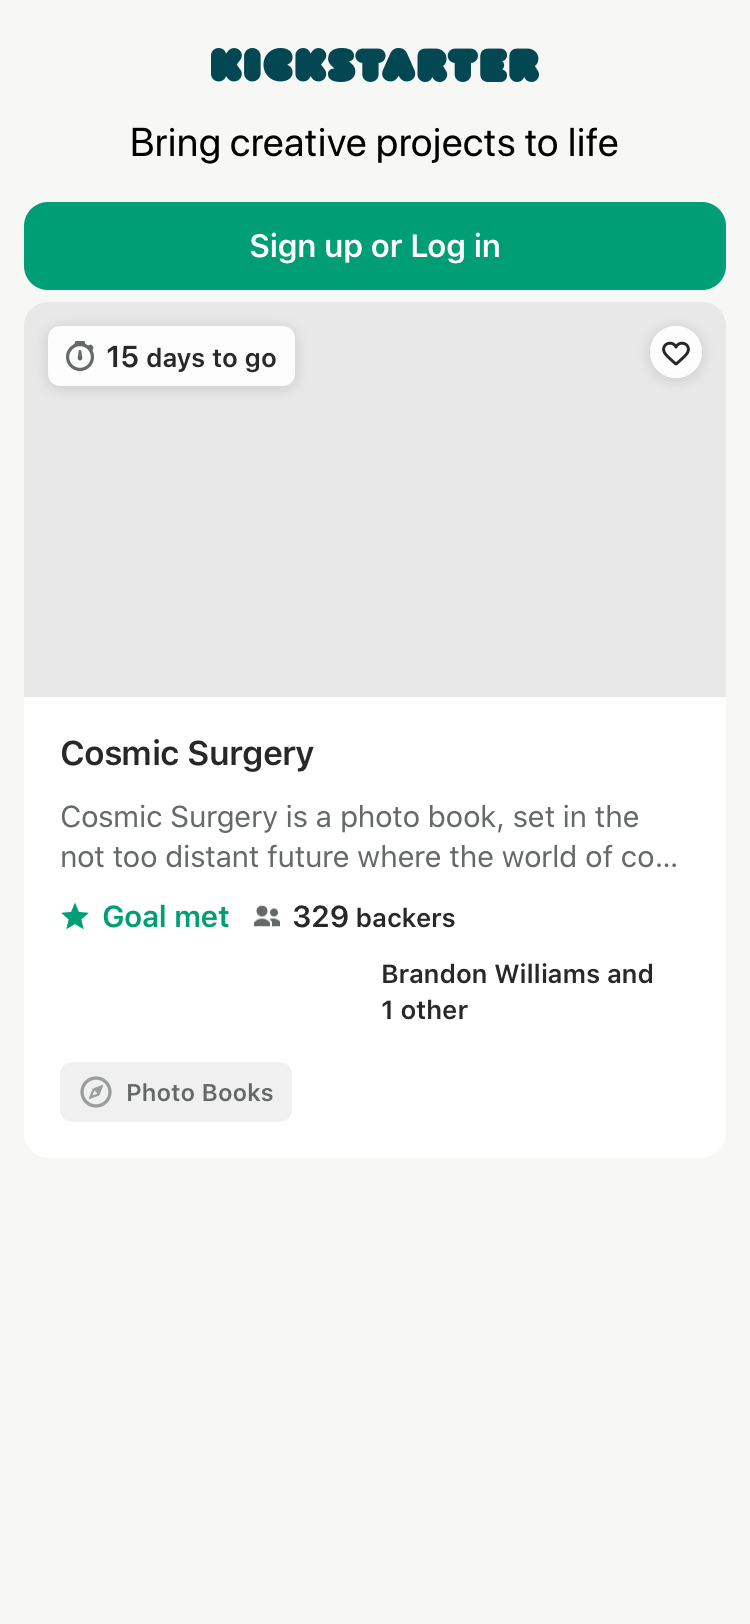 KICKSTARTER
Bring creative projects to life
Sign up or Log in
15 days to go
Cosmic Surgery
Cosmic Surgery is a photo book, set in the
not too distant future where the world of co...
Goal met 329 backers
Brandon Williams and
1 other
Photo Books